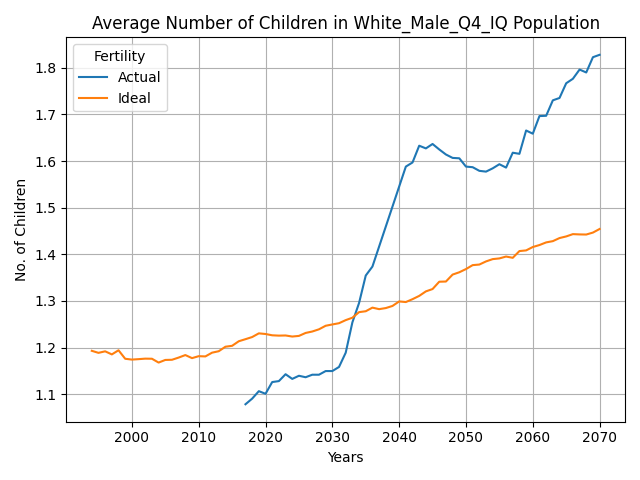 Average Number of Children in White_Male_Q4_IQ Population
Fertility
Actual
Ideal
No. of Children
1.8
1.7
1.6
1.5
1.4
1.3
1.2
1.1
2000 2010 2020 2030 2040 2050 2060 2070
Years